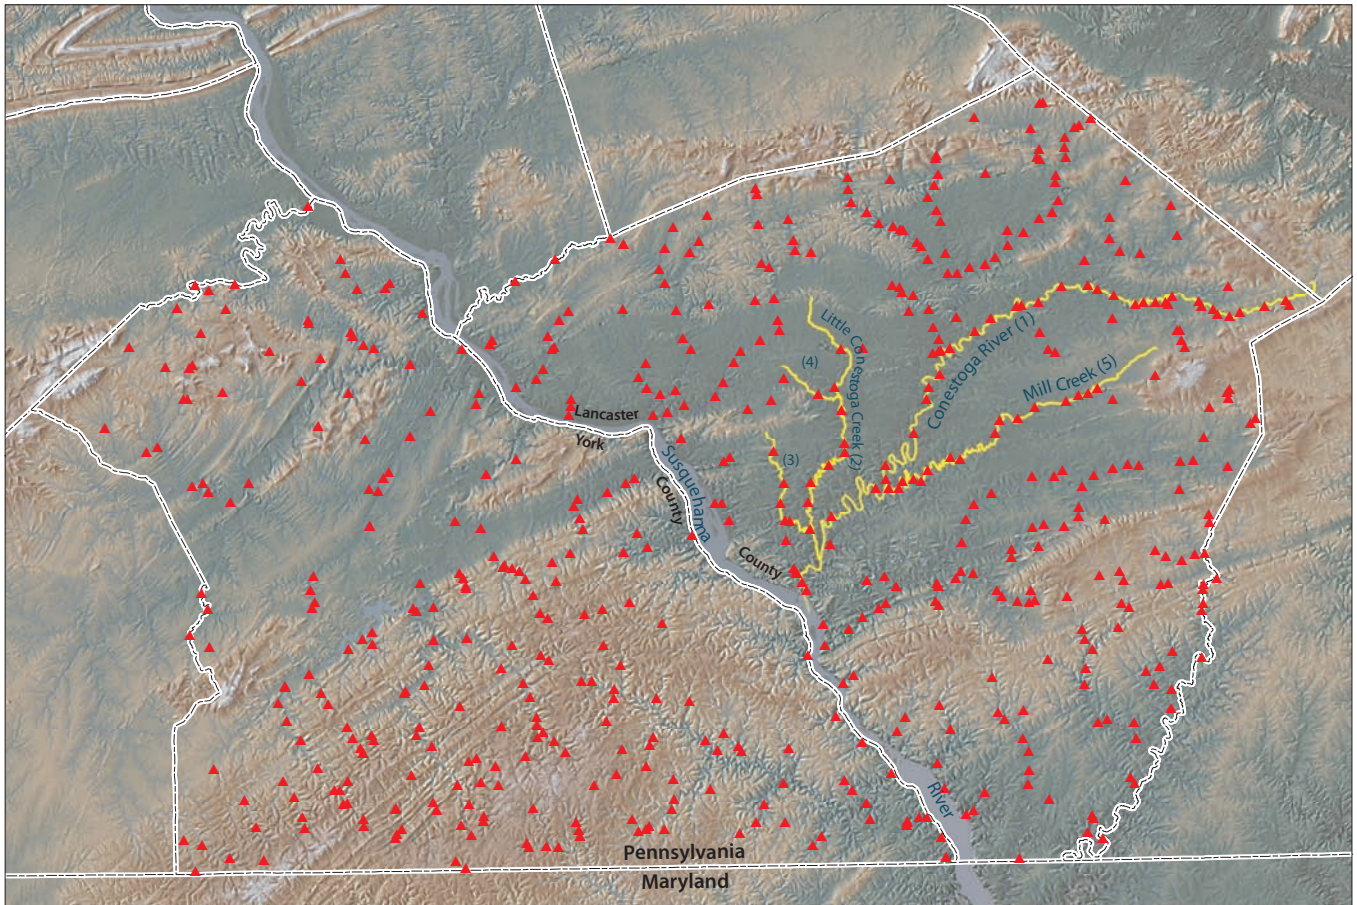 Little Conestoga Creek (2)
(4)
Conestoga River (1)
Mill Creek (5)
Lancaster
York
(3)
Susquehanna
County
County
River
Pennsylvania
Maryland